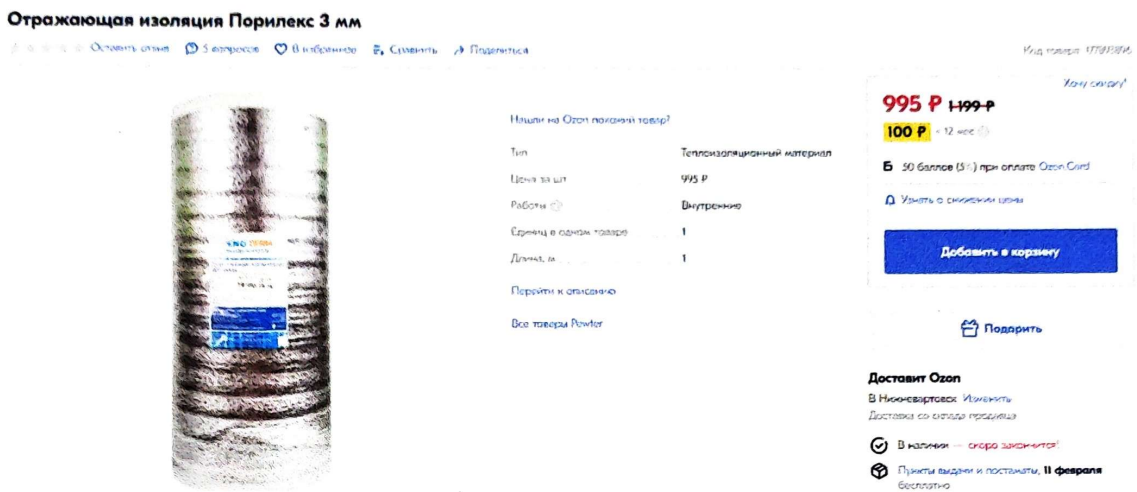 Отражающая изоляция Порилекс 3 мм
Оставить отзыв 5 вопросов В избранное Сравнить Поделиться
Код товара:
Хочу скидку!
995 ₽ 1 199 ₽
100 ₽ × 12 мес
Б 50 баллов (5%) при оплате Ozon Card
Узнать о снижении цены
Добавить в корзину
Подарить
Нашли на Ozon похожий товар?
Тип Теплоизоляционный материал
Цена за шт 995 ₽
Работы Внутренние
Единиц в одном товаре 1
Длина, м 1
Перейти к описанию
Все товары Powter
Доставит Ozon
В Нижневартовск Изменить
Доставка со склада продавца
В наличии — скоро закончится!
Пункты выдачи и постаматы, 11 февраля
бесплатно